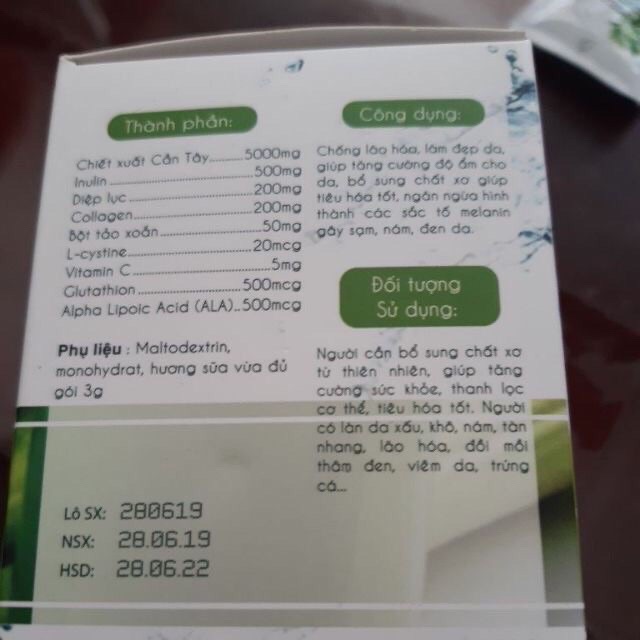 Thành phần:
Chiết xuất Cần Tây.........5000mg
Inulin..............................500mg
Diệp lục...........................200mg
Collagen..........................200mg
Bột tảo xoắn.....................50mg
L-cystine..........................20mcg
Vitamin C.........................5mg
Glutathion........................500mcg
Alpha Lipoic Acid (ALA)..500mcg
Phụ liệu : Maltodextrin,
monohydrat, hương sữa vừa đủ
gói 3g
Lô SX: 280619
NSX: 28.06.19
HSD: 28.06.22
Công dụng:
Chống lão hóa, làm đẹp da,
giúp tăng cường độ ẩm cho
da, bổ sung chất xơ giúp
tiêu hóa tốt, ngăn ngừa hình
thành các sắc tố melanin
gây sạm, nám, đen da.
Đối tượng
Sử dụng:
Người cần bổ sung chất xơ
từ thiên nhiên, giúp tăng
cường sức khỏe, thanh lọc
cơ thể, tiêu hóa tốt. Người
có làn da xấu, khô, nám, tàn
nhang, lão hóa, đồi mồi
thâm đen, viêm da, trứng
cá...